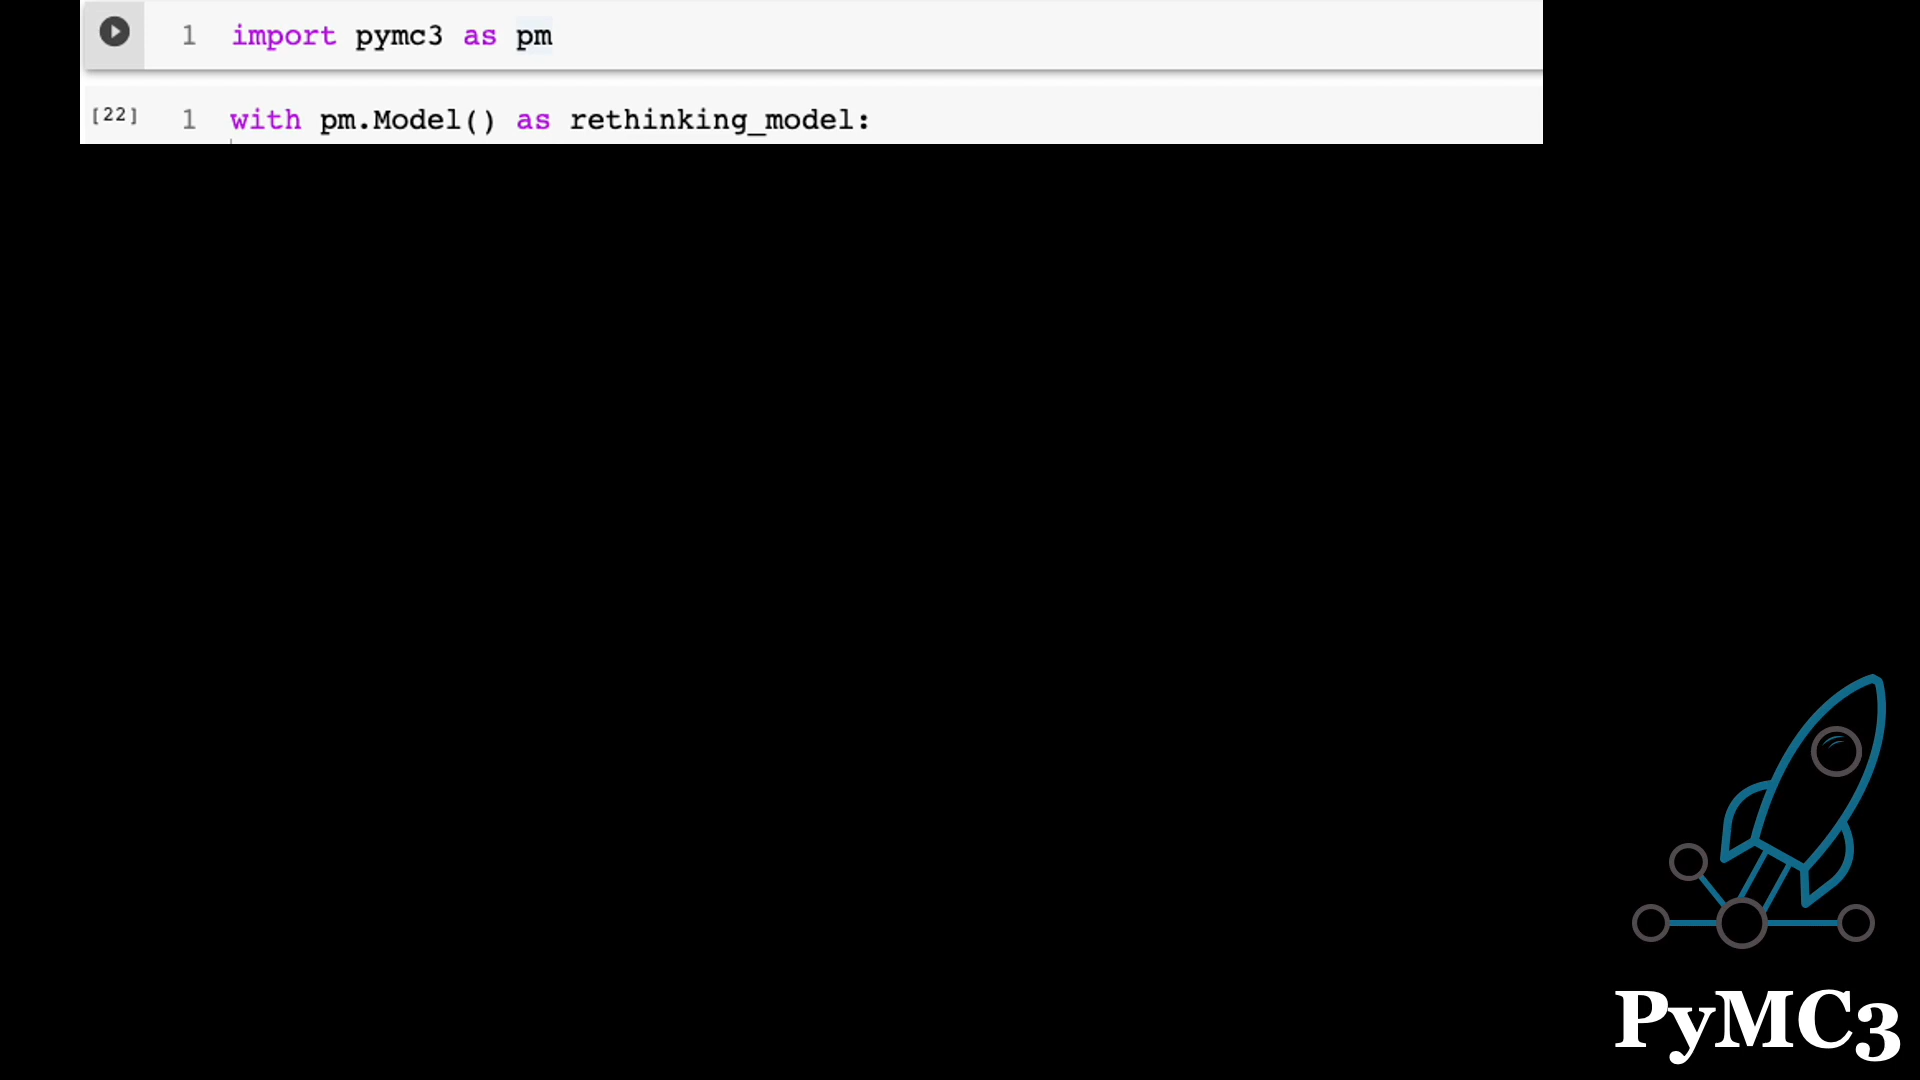 1 import pymc3 as pm
[22] 1 with pm.Model() as rethinking_model:
PyMC3